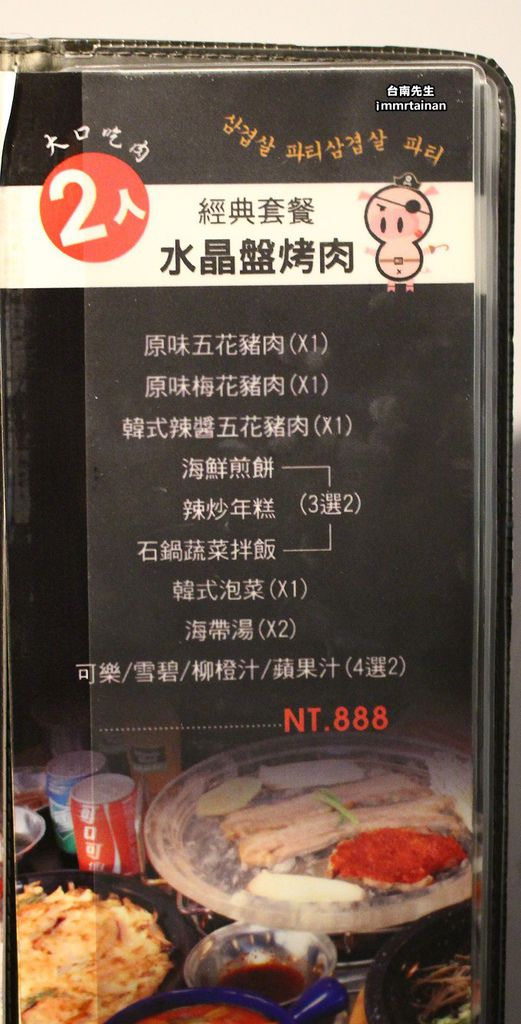 台南先生
immrtainan
大口吃肉
삼겹살 파티 삼겹살 파티
2人
經典套餐
水晶盤烤肉
原味五花豬肉(X1)
原味梅花豬肉(X1)
韓式辣醬五花豬肉(X1)
海鮮煎餅
辣炒年糕 (3選2)
石鍋蔬菜拌飯
韓式泡菜(X1)
海帶湯(X2)
可樂/雪碧/柳橙汁/蘋果汁(4選2)
NT.888
可口可